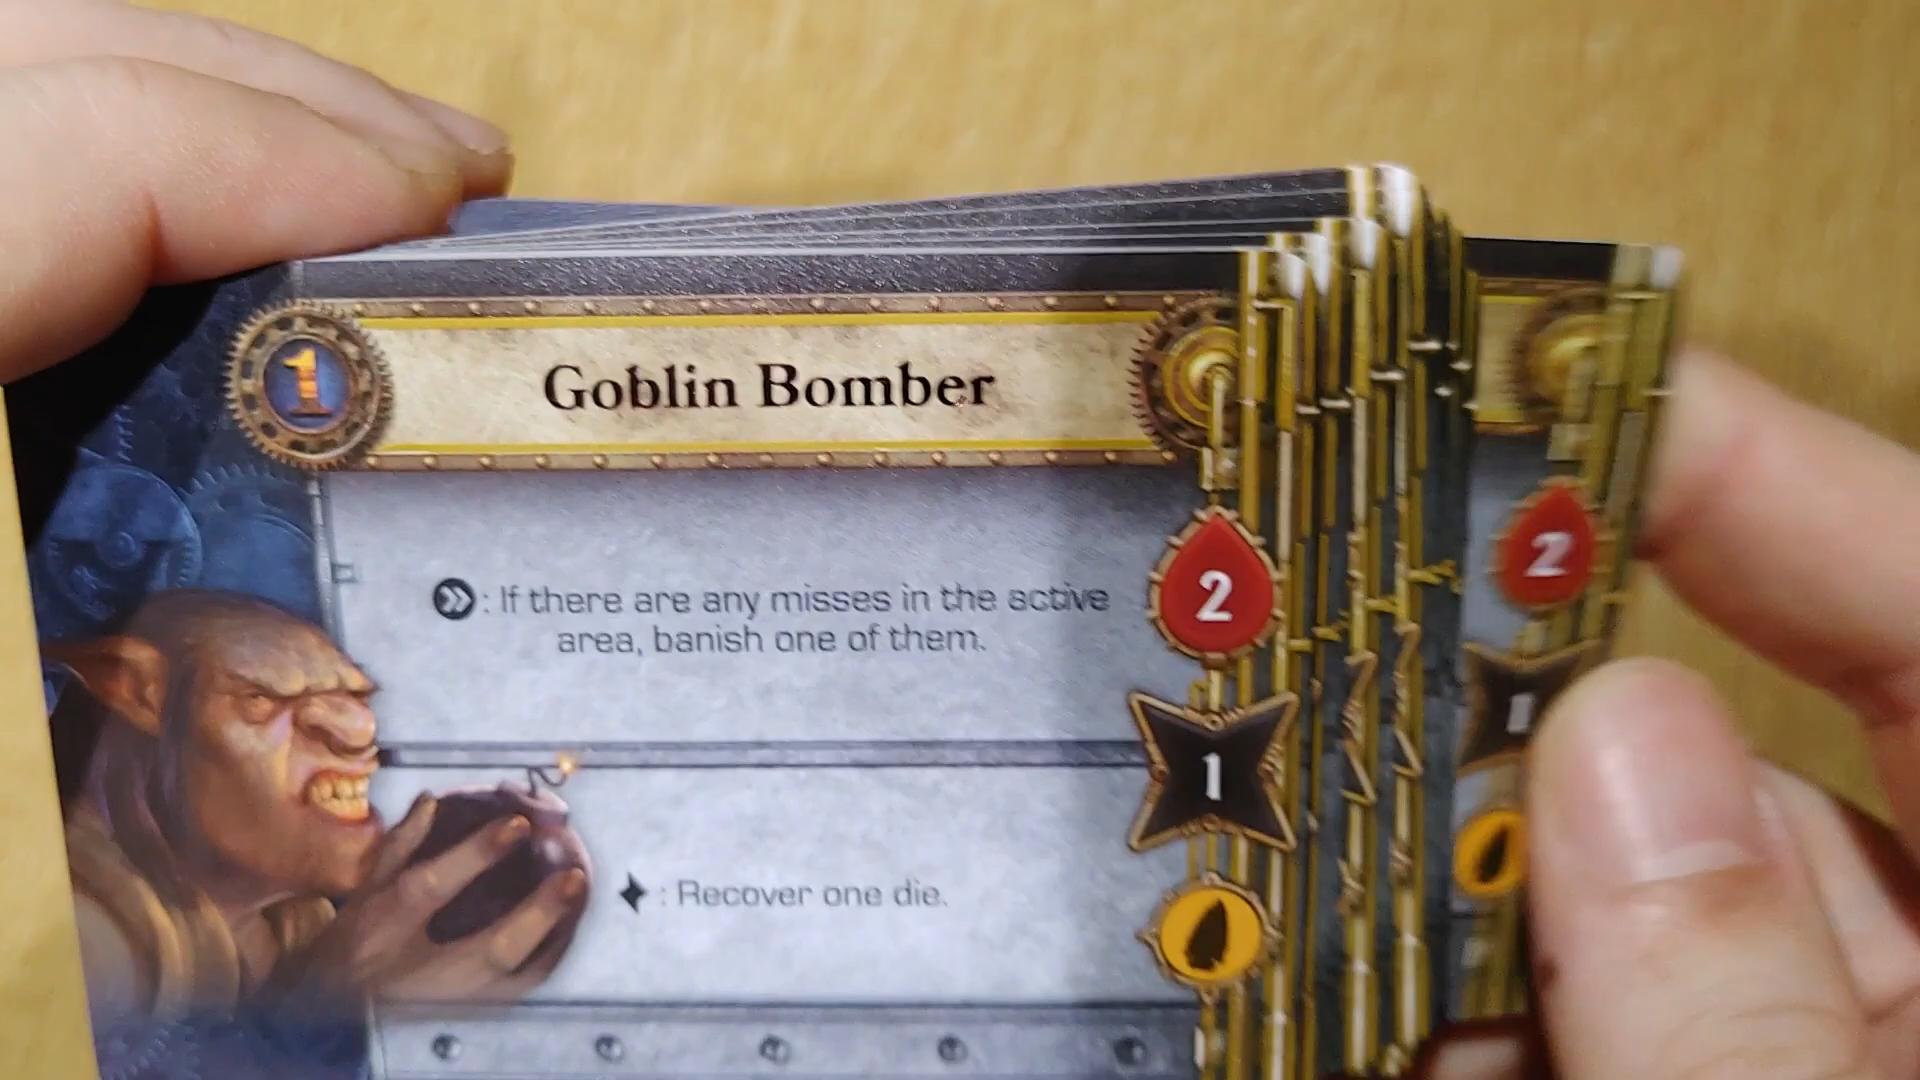 1
Goblin Bomber
: If there are any misses in the active
area, banish one of them.
2
2
1
1
: Recover one die.